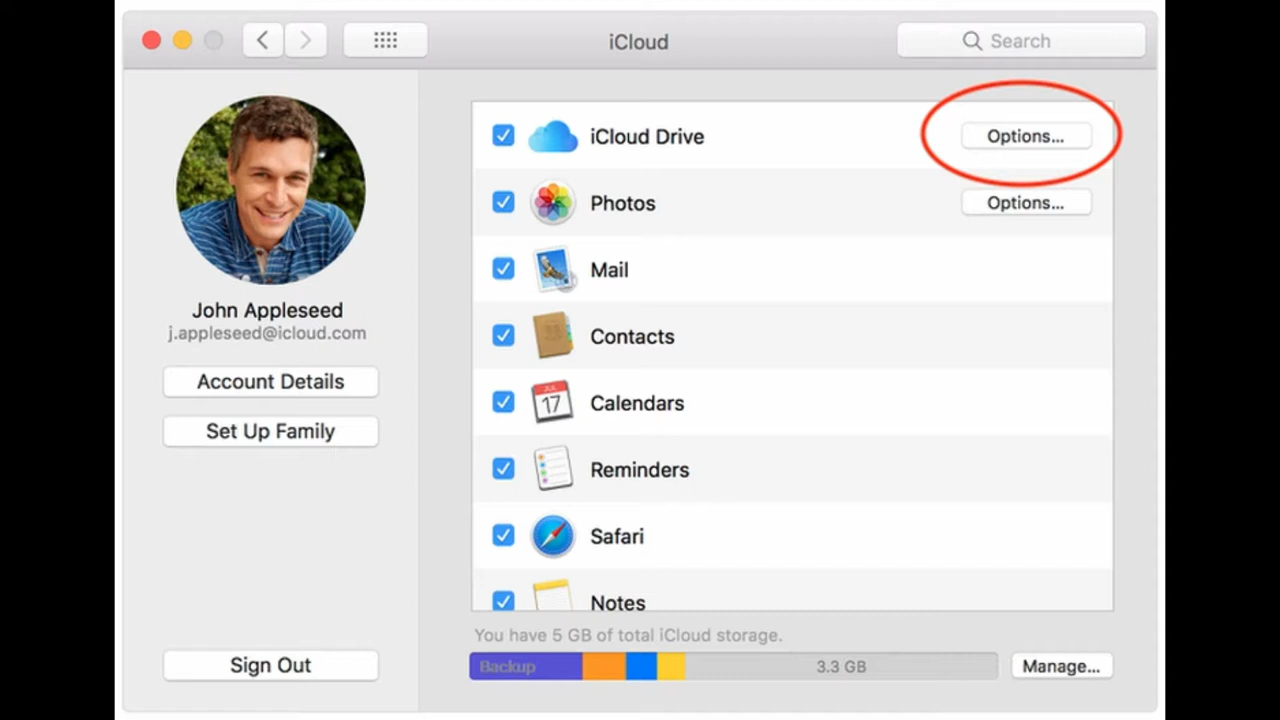 iCloud
Search
John Appleseed
j.appleseed@icloud.com
Account Details
Set Up Family
Sign Out
iCloud Drive
Options...
Photos
Options...
Mail
Contacts
JUL
17
Calendars
Reminders
Safari
Notes
You have 5 GB of total iCloud storage.
Backup
3.3 GB
Manage...